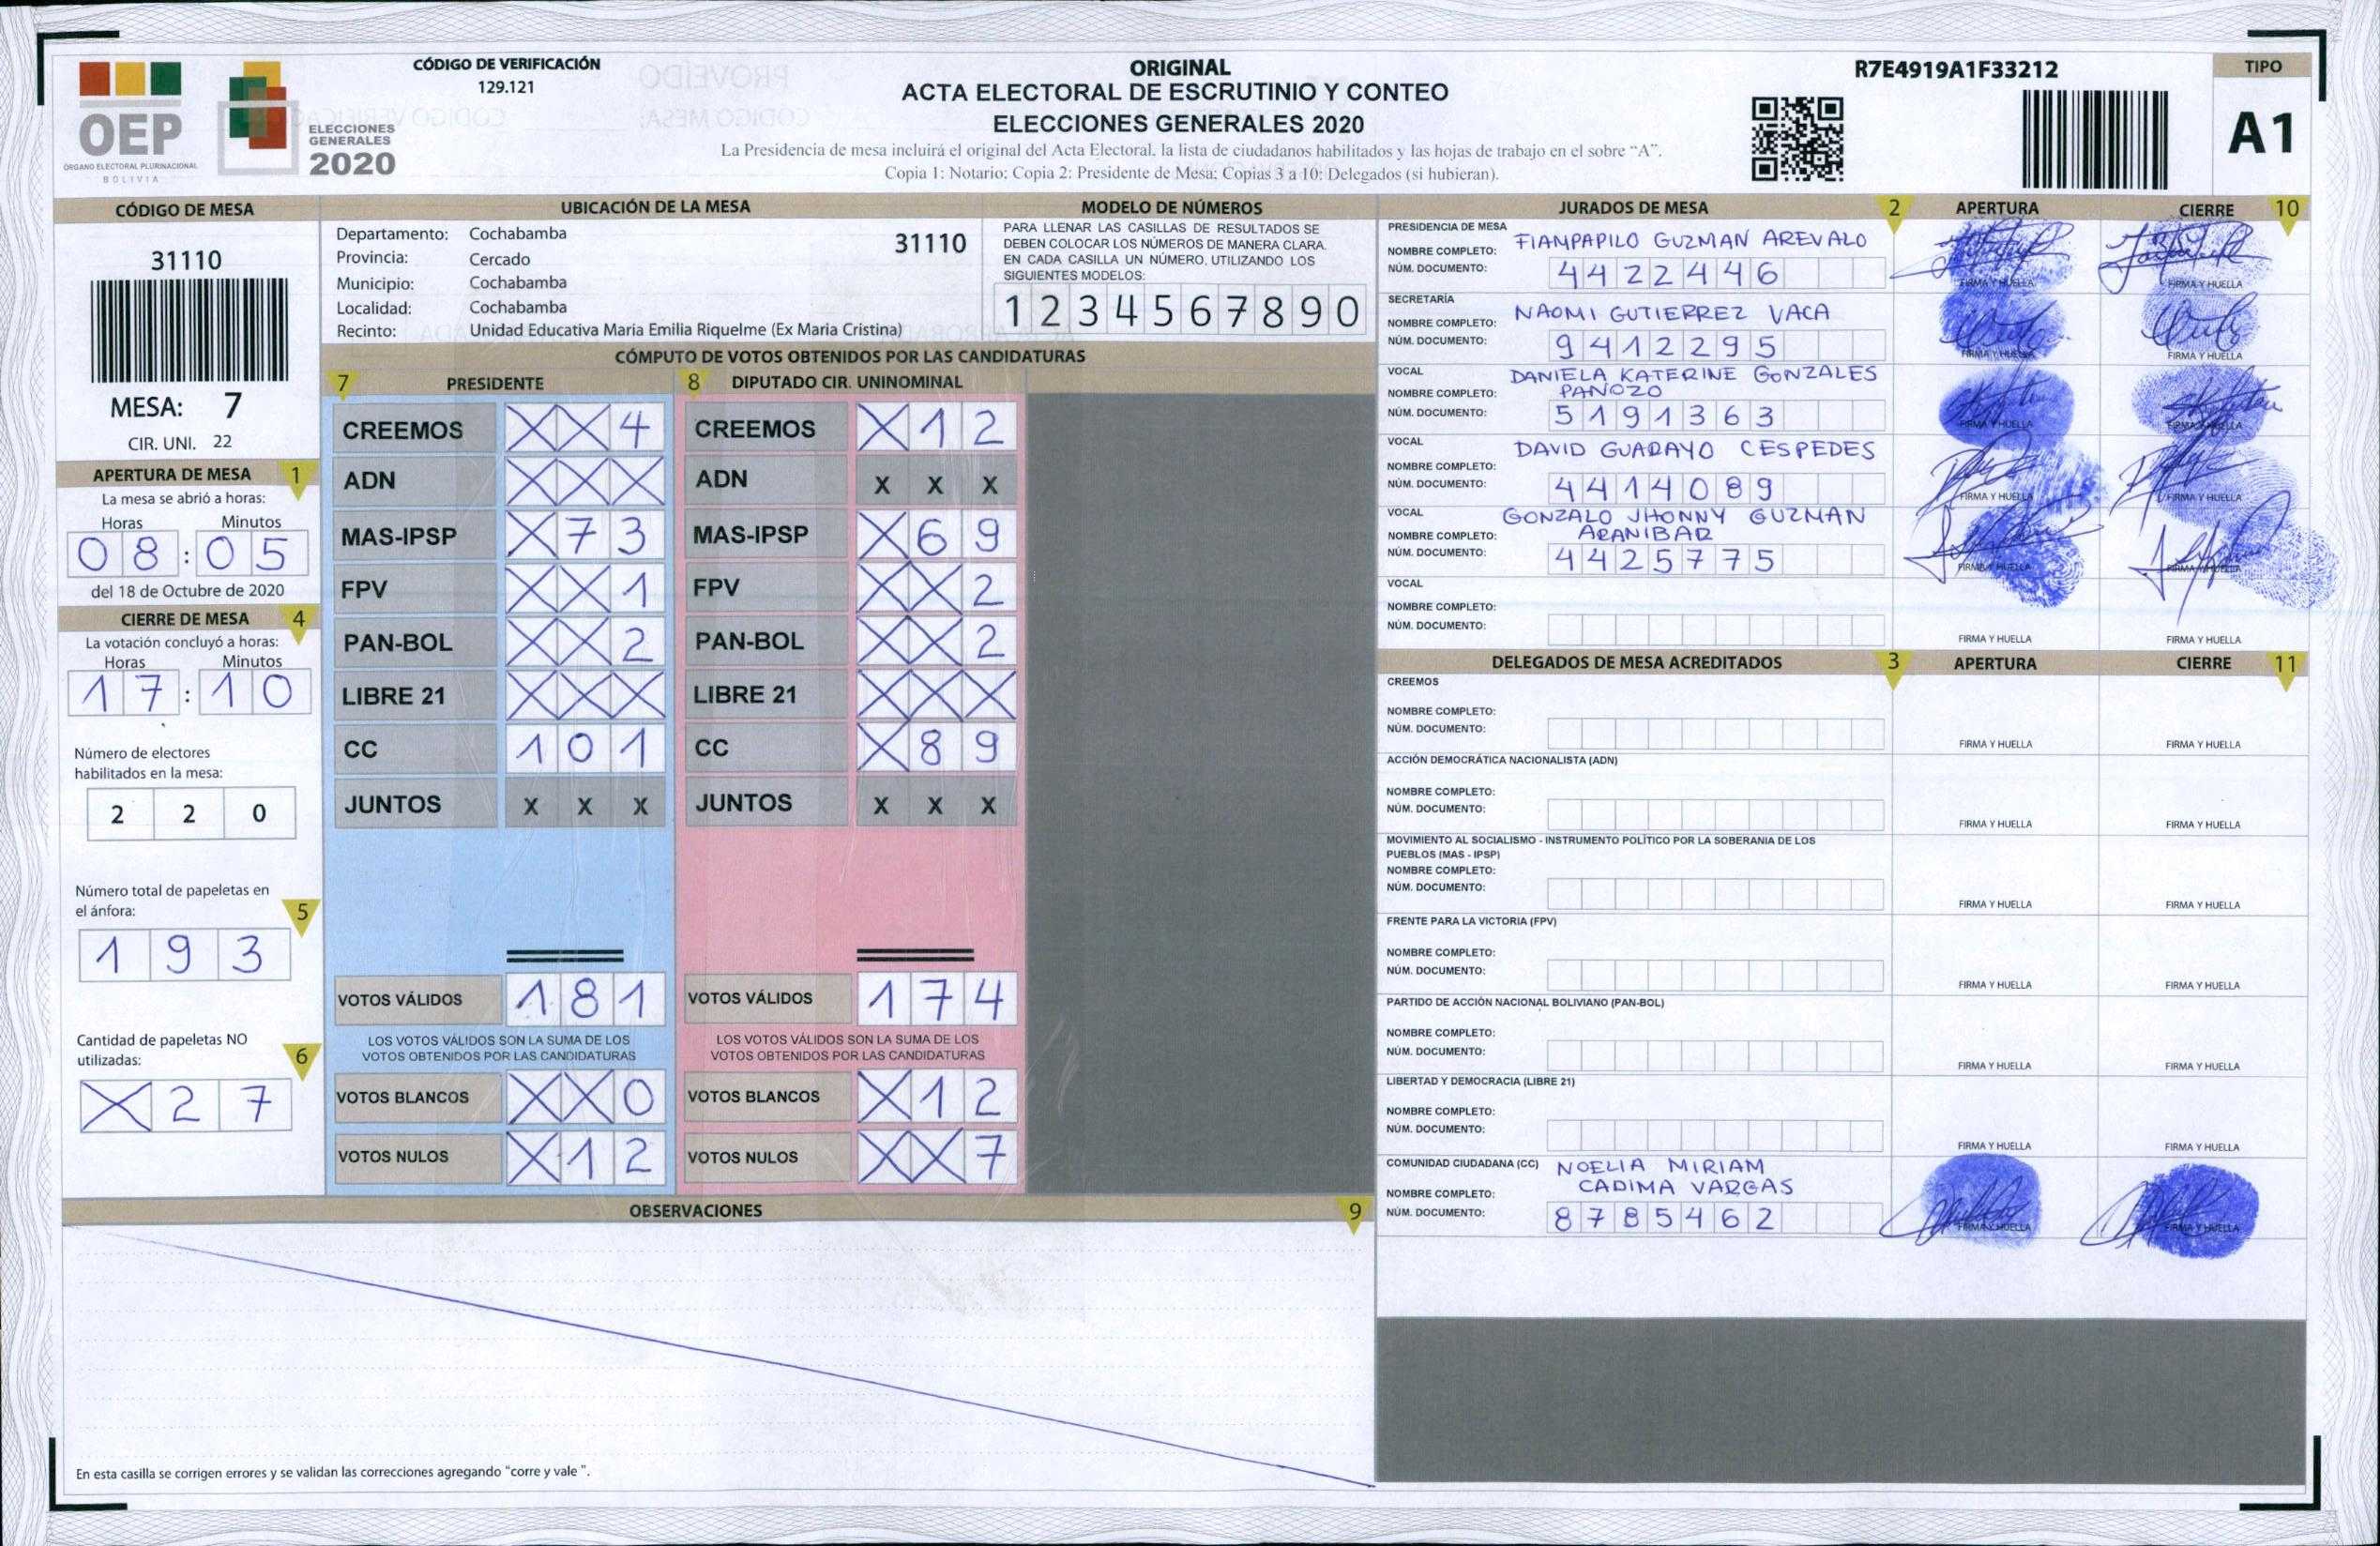 OEP
ÓRGANO ELECTORAL PLURINACIONAL
BOLIVIA
ELECCIONES
GENERALES
2020
CÓDIGO DE VERIFICACIÓN
129.121
ORIGINAL
ACTA ELECTORAL DE ESCRUTINIO Y CONTEO
ELECCIONES GENERALES 2020
La Presidencia de mesa incluirá el original del Acta Electoral, la lista de ciudadanos habilitados y las hojas de trabajo en el sobre “A”.
Copia 1: Notario; Copia 2: Presidente de Mesa; Copias 3 a 10: Delegados (si hubieran).
R7E4919A1F33212
TIPO
A1
CÓDIGO DE MESA
31110
MESA: 7
CIR. UNI. 22
APERTURA DE MESA 1
La mesa se abrió a horas:
Horas Minutos
08:05
del 18 de Octubre de 2020
CIERRE DE MESA 4
La votación concluyó a horas:
Horas Minutos
17:10
Número de electores
habilitados en la mesa:
2 2 0
Número total de papeletas en
el ánfora: 5
1 9 3
Cantidad de papeletas NO
utilizadas: 6
X 2 7
UBICACIÓN DE LA MESA
Departamento: Cochabamba 31110
Provincia: Cercado
Municipio: Cochabamba
Localidad: Cochabamba
Recinto: Unidad Educativa Maria Emilia Riquelme (Ex Maria Cristina)
MODELO DE NÚMEROS
PARA LLENAR LAS CASILLAS DE RESULTADOS SE
DEBEN COLOCAR LOS NÚMEROS DE MANERA CLARA.
EN CADA CASILLA UN NÚMERO, UTILIZANDO LOS
SIGUIENTES MODELOS:
1 2 3 4 5 6 7 8 9 0
CÓMPUTO DE VOTOS OBTENIDOS POR LAS CANDIDATURAS
7 PRESIDENTE 8 DIPUTADO CIR. UNINOMINAL
CREEMOS X X 4 CREEMOS X 1 2
ADN X X X ADN X X X
MAS-IPSP X 7 3 MAS-IPSP X 6 9
FPV X X 1 FPV X X 2
PAN-BOL X X 2 PAN-BOL X X 2
LIBRE 21 X X X LIBRE 21 X X X
CC 1 0 1 CC X 8 9
JUNTOS X X X JUNTOS X X X
VOTOS VÁLIDOS 1 8 1 VOTOS VÁLIDOS 1 7 4
LOS VOTOS VÁLIDOS SON LA SUMA DE LOS LOS VOTOS VÁLIDOS SON LA SUMA DE LOS
VOTOS OBTENIDOS POR LAS CANDIDATURAS VOTOS OBTENIDOS POR LAS CANDIDATURAS
VOTOS BLANCOS X X 0 VOTOS BLANCOS X 1 2
VOTOS NULOS X 1 2 VOTOS NULOS X X 7
OBSERVACIONES 9
En esta casilla se corrigen errores y se validan las correcciones agregando “corre y vale ”.
JURADOS DE MESA 2 APERTURA CIERRE 10
PRESIDENCIA DE MESA
NOMBRE COMPLETO: FIAMPAPILO GUZMAN AREVALO
NÚM. DOCUMENTO: 4422446
FIRMA Y HUELLA FIRMA Y HUELLA
SECRETARÍA
NOMBRE COMPLETO: NAOMI GUTIERREZ VACA
NÚM. DOCUMENTO: 9412295
FIRMA Y HUELLA FIRMA Y HUELLA
VOCAL
NOMBRE COMPLETO: DANIELA KATERINE GONZALES
PANOZO
NÚM. DOCUMENTO: 5191363
FIRMA Y HUELLA FIRMA Y HUELLA
VOCAL
NOMBRE COMPLETO: DAVID GUARAYO CESPEDES
NÚM. DOCUMENTO: 4414089
FIRMA Y HUELLA FIRMA Y HUELLA
VOCAL
NOMBRE COMPLETO: GONZALO JHONNY GUZMAN
ARANIBAR
NÚM. DOCUMENTO: 4425775
FIRMA Y HUELLA FIRMA Y HUELLA
VOCAL
NOMBRE COMPLETO:
NÚM. DOCUMENTO:
FIRMA Y HUELLA FIRMA Y HUELLA
DELEGADOS DE MESA ACREDITADOS 3 APERTURA CIERRE 11
CREEMOS
NOMBRE COMPLETO:
NÚM. DOCUMENTO:
FIRMA Y HUELLA FIRMA Y HUELLA
ACCIÓN DEMOCRÁTICA NACIONALISTA (ADN)
NOMBRE COMPLETO:
NÚM. DOCUMENTO:
FIRMA Y HUELLA FIRMA Y HUELLA
MOVIMIENTO AL SOCIALISMO - INSTRUMENTO POLÍTICO POR LA SOBERANIA DE LOS
PUEBLOS (MAS - IPSP)
NOMBRE COMPLETO:
NÚM. DOCUMENTO:
FIRMA Y HUELLA FIRMA Y HUELLA
FRENTE PARA LA VICTORIA (FPV)
NOMBRE COMPLETO:
NÚM. DOCUMENTO:
FIRMA Y HUELLA FIRMA Y HUELLA
PARTIDO DE ACCIÓN NACIONAL BOLIVIANO (PAN-BOL)
NOMBRE COMPLETO:
NÚM. DOCUMENTO:
FIRMA Y HUELLA FIRMA Y HUELLA
LIBERTAD Y DEMOCRACIA (LIBRE 21)
NOMBRE COMPLETO:
NÚM. DOCUMENTO:
FIRMA Y HUELLA FIRMA Y HUELLA
COMUNIDAD CIUDADANA (CC) NOELIA MIRIAM
NOMBRE COMPLETO: CADIMA VARGAS
NÚM. DOCUMENTO: 8785462
FIRMA Y HUELLA FIRMA Y HUELLA